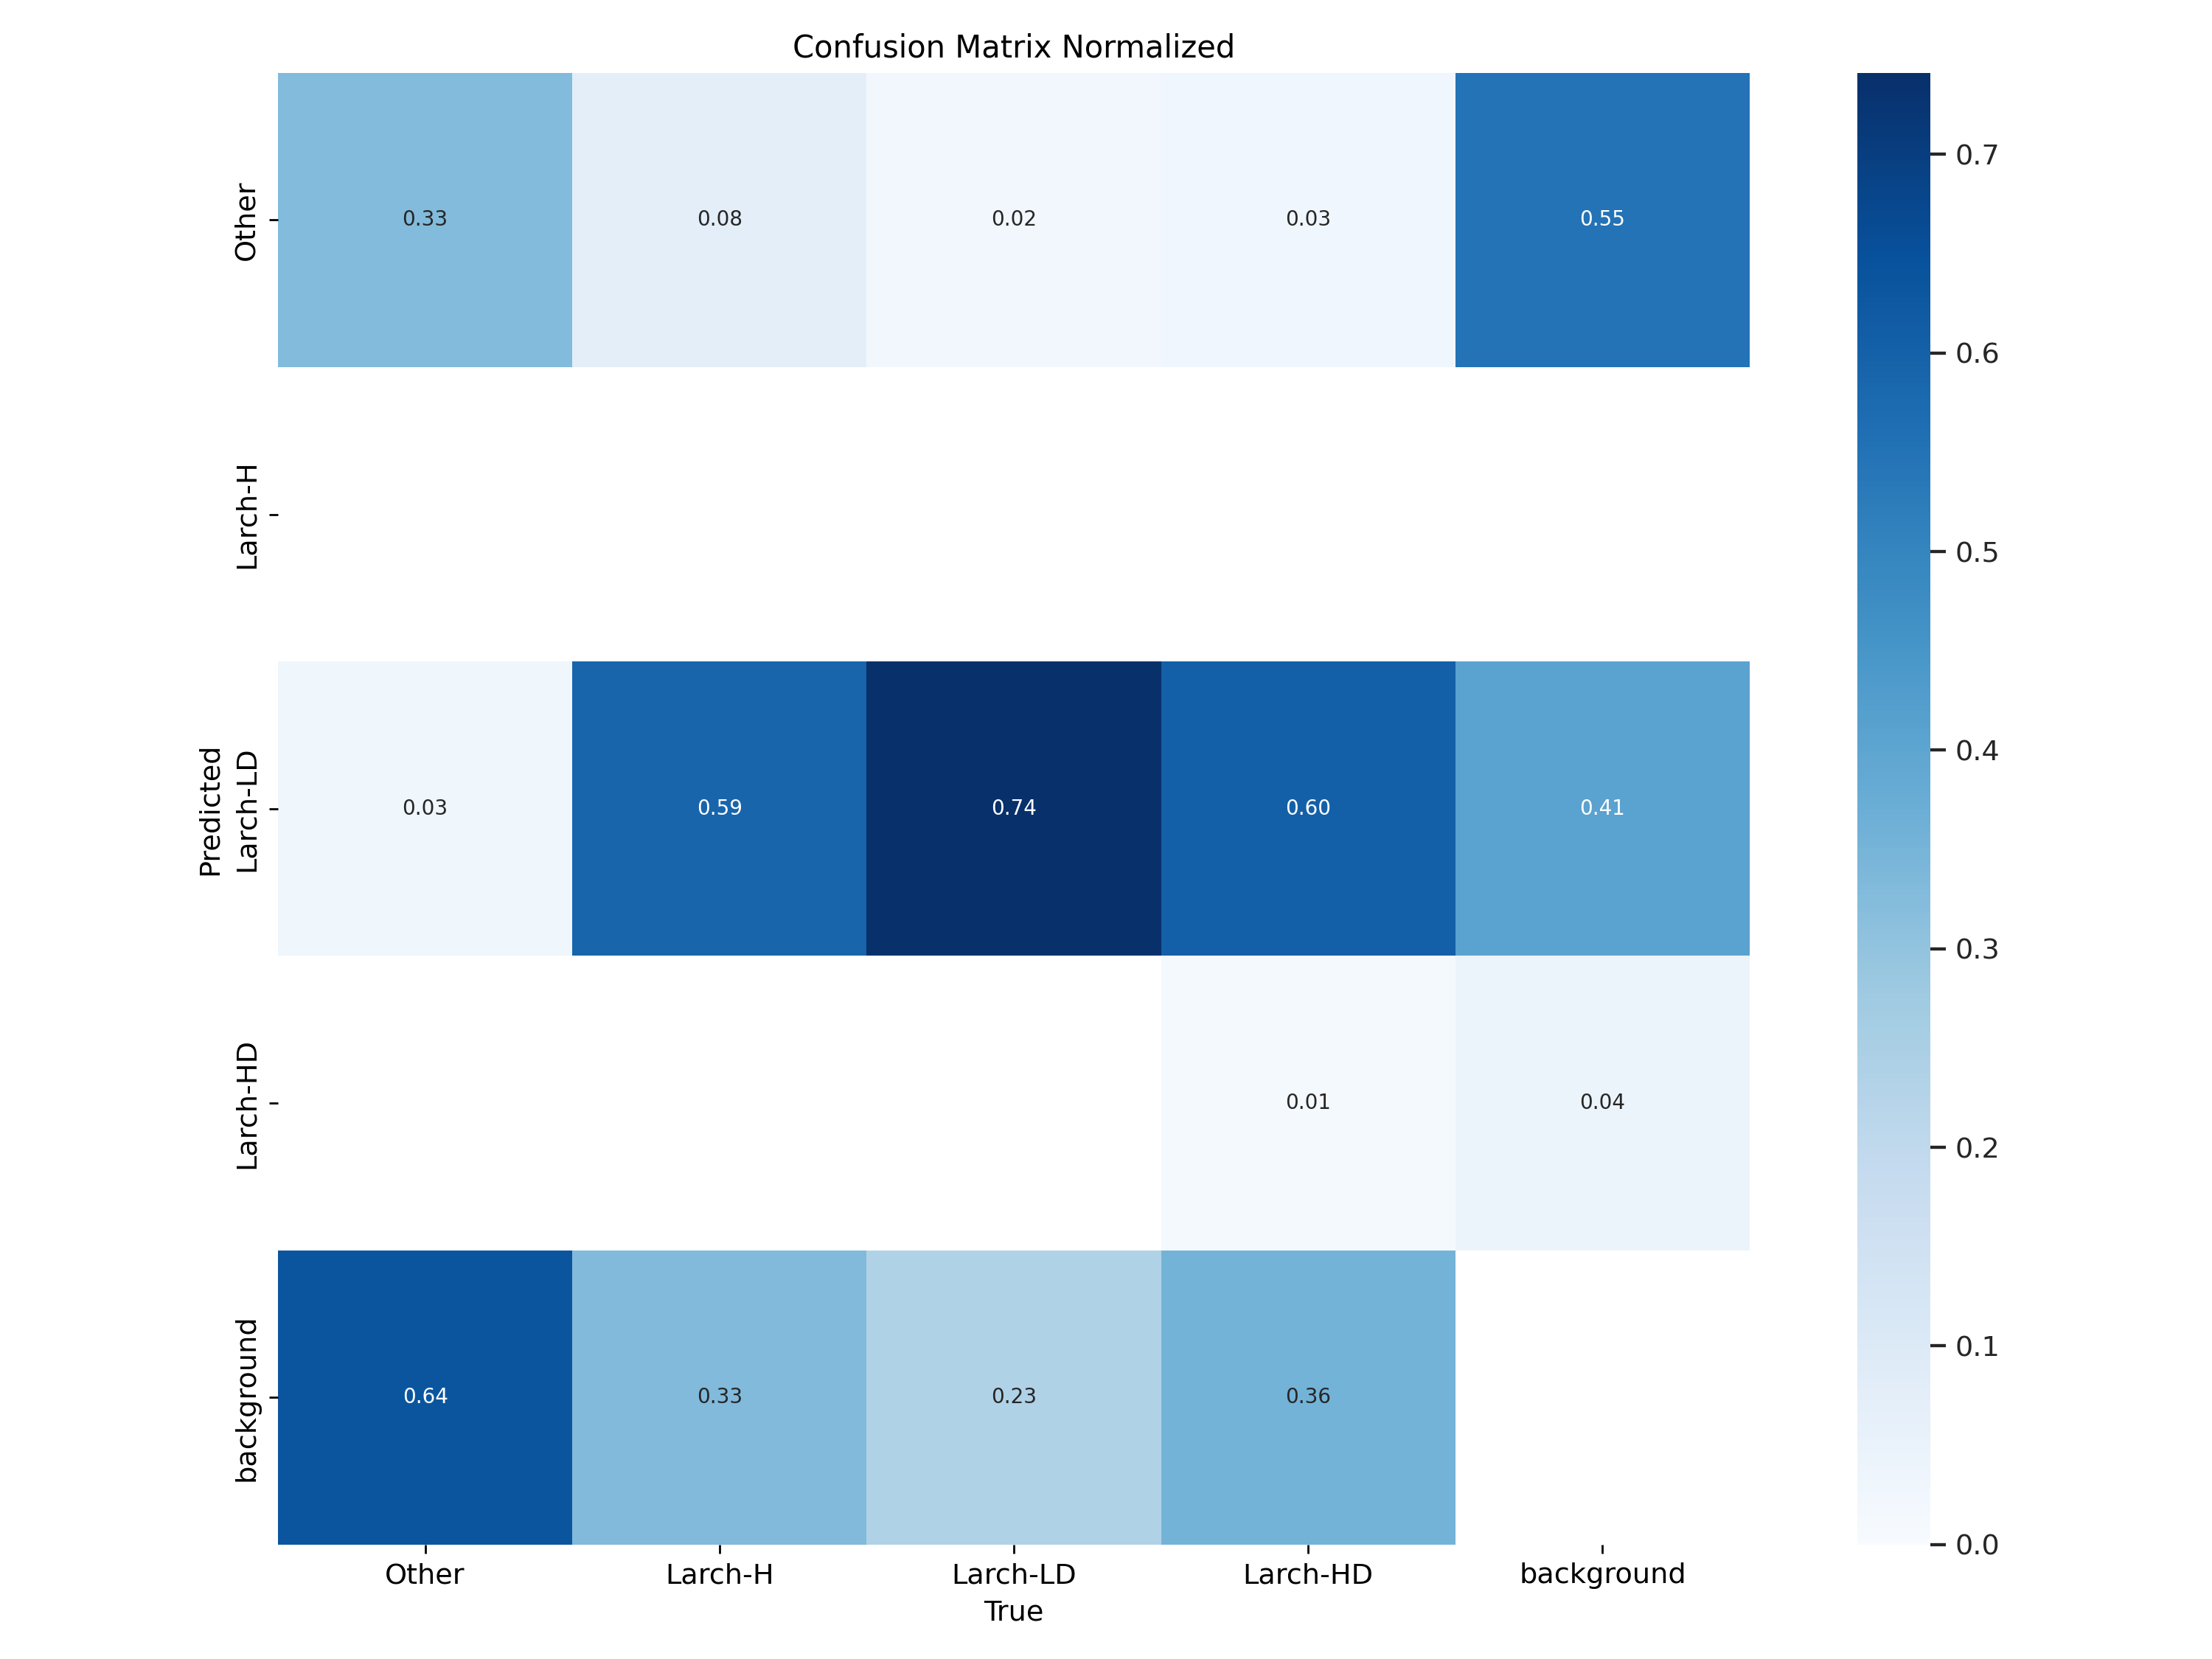 Confusion Matrix Normalized
Other
0.33 0.08 0.02 0.03 0.55
Larch-H
Predicted
Larch-LD
0.03 0.59 0.74 0.60 0.41
Larch-HD
0.01 0.04
background
0.64 0.33 0.23 0.36
Other Larch-H Larch-LD Larch-HD background
True
0.7
0.6
0.5
0.4
0.3
0.2
0.1
0.0